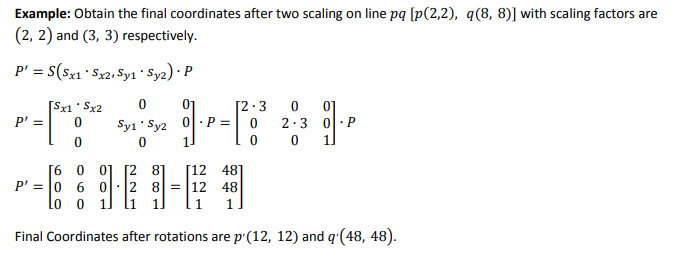 Example: Obtain the final coordinates after two scaling on line pq [p(2,2), q(8, 8)] with scaling factors are
(2, 2) and (3, 3) respectively.
P′ = S(Sx1 · Sx2, Sy1 · Sy2) · P
P′ = [Sx1 · Sx2 0 0; 0 Sy1 · Sy2 0; 0 0 1] · P = [2 · 3 0 0; 0 2 · 3 0; 0 0 1] · P
P′ = [6 0 0; 0 6 0; 0 0 1] · [2 8; 2 8; 1 1] = [12 48; 12 48; 1 1]
Final Coordinates after rotations are p′(12, 12) and q′(48, 48).